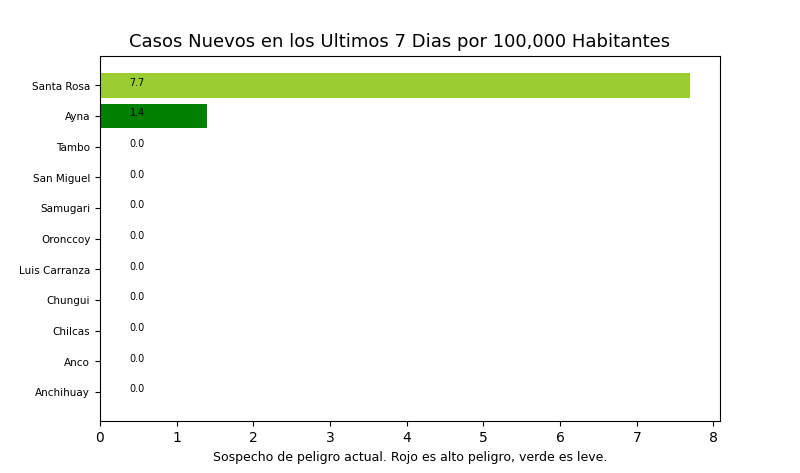 Casos Nuevos en los Ultimos 7 Dias por 100,000 Habitantes
Santa Rosa 7.7
Ayna 1.4
Tambo 0.0
San Miguel 0.0
Samugari 0.0
Oronccoy 0.0
Luis Carranza 0.0
Chungui 0.0
Chilcas 0.0
Anco 0.0
Anchihuay 0.0
0 1 2 3 4 5 6 7 8
Sospecho de peligro actual. Rojo es alto peligro, verde es leve.